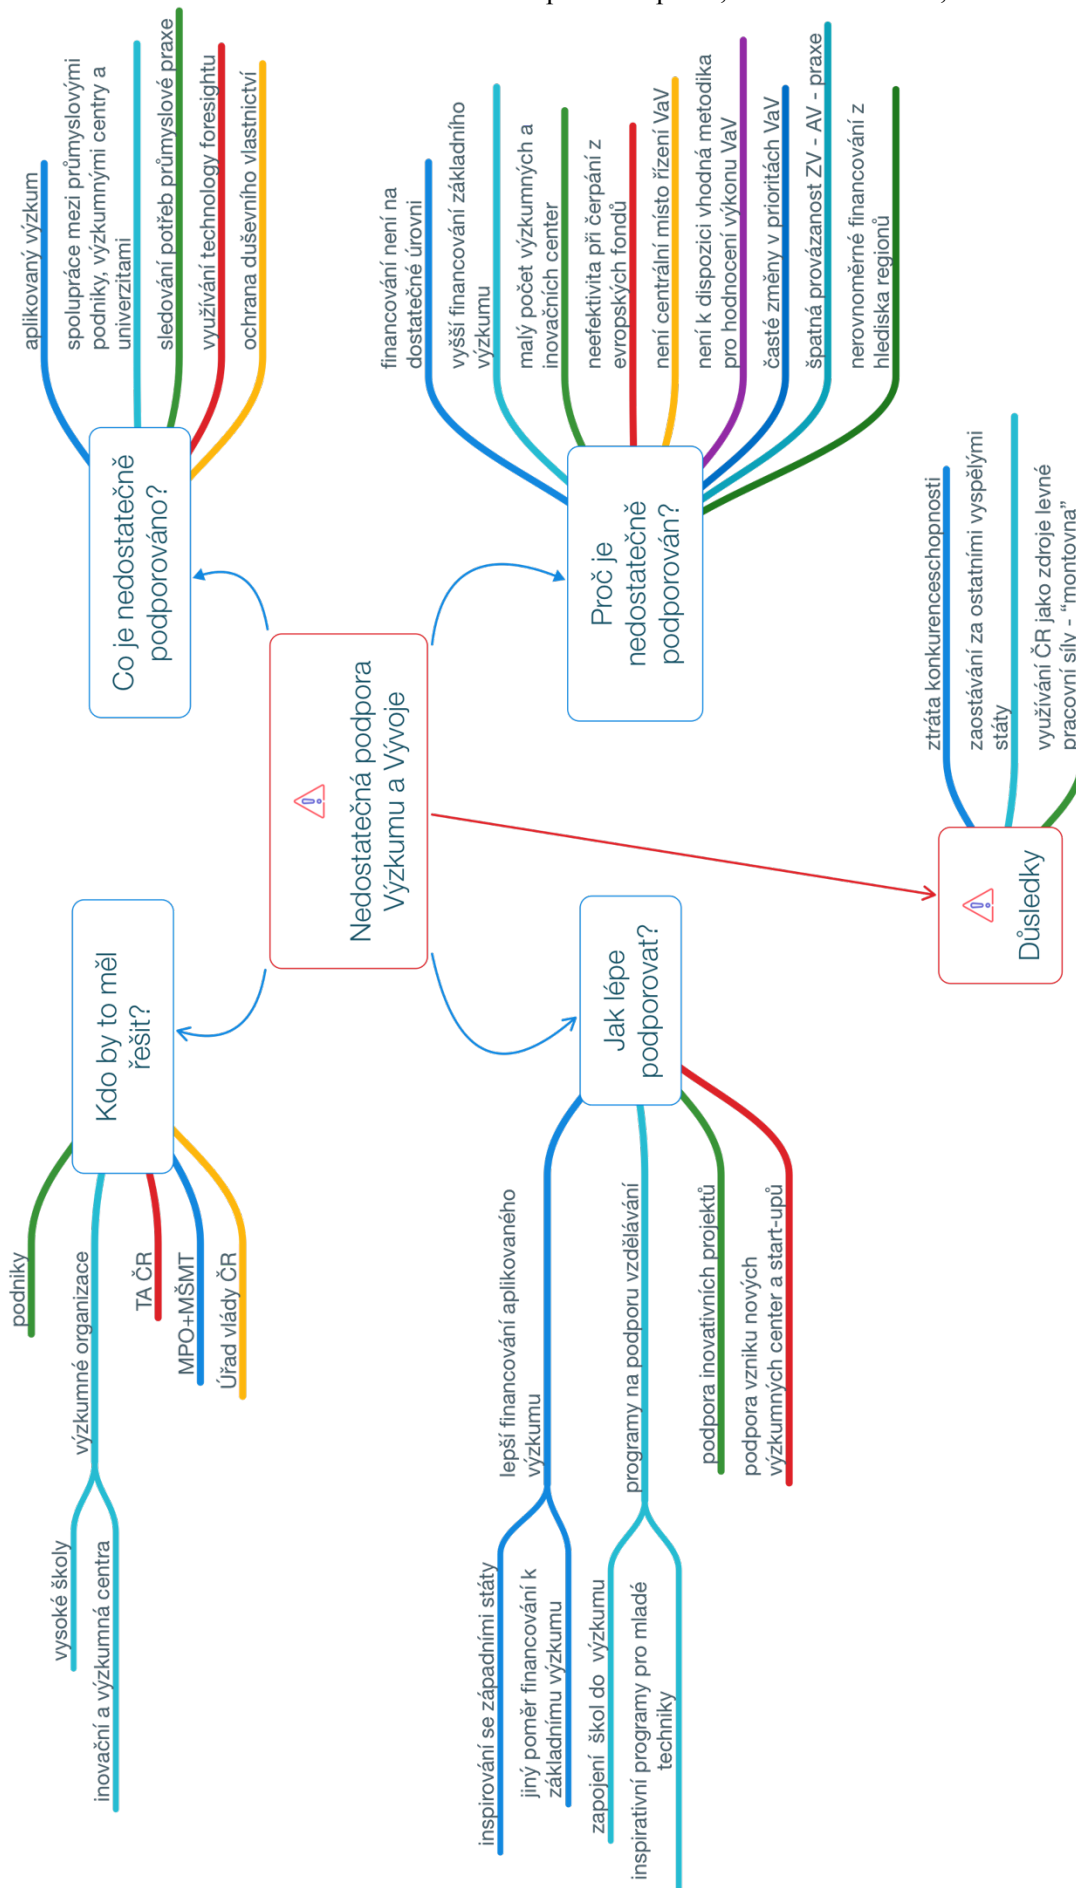 Nedostatečná podpora
Výzkumu a Vývoje
Kdo by to měl
řešit?
podniky
výzkumné organizace
vysoké školy
inovační a výzkumná centra
TA ČR
MPO+MŠMT
Úřad vlády ČR
Co je nedostatečně
podporováno?
aplikovaný výzkum
spolupráce mezi průmyslovými
podniky, výzkumnými centry a
univerzitami
sledování potřeb průmyslové praxe
využívání technology foresightu
ochrana duševního vlastnictví
Jak lépe
podporovat?
lepší financování aplikovaného
výzkumu
inspirování se západními státy
jiný poměr financování k
základnímu výzkumu
programy na podporu vzdělávání
zapojení škol do výzkumu
inspirativní programy pro mladé
techniky
podpora inovativních projektů
podpora vzniku nových
výzkumných center a start-upů
Proč je
nedostatečně
podporován?
financování není na
dostatečné úrovni
vyšší financování základního
výzkumu
malý počet výzkumných a
inovačních center
neefektivita při čerpání z
evropských fondů
není centrální místo řízení VaV
není k dispozici vhodná metodika
pro hodnocení výkonu VaV
časté změny v prioritách VaV
špatná provázanost ZV - AV - praxe
nerovnoměrné financování z
hlediska regionů
Důsledky
ztráta konkurenceschopnosti
zaostávání za ostatními vyspělými
státy
využívání ČR jako zdroje levné
pracovní síly - “montovna”